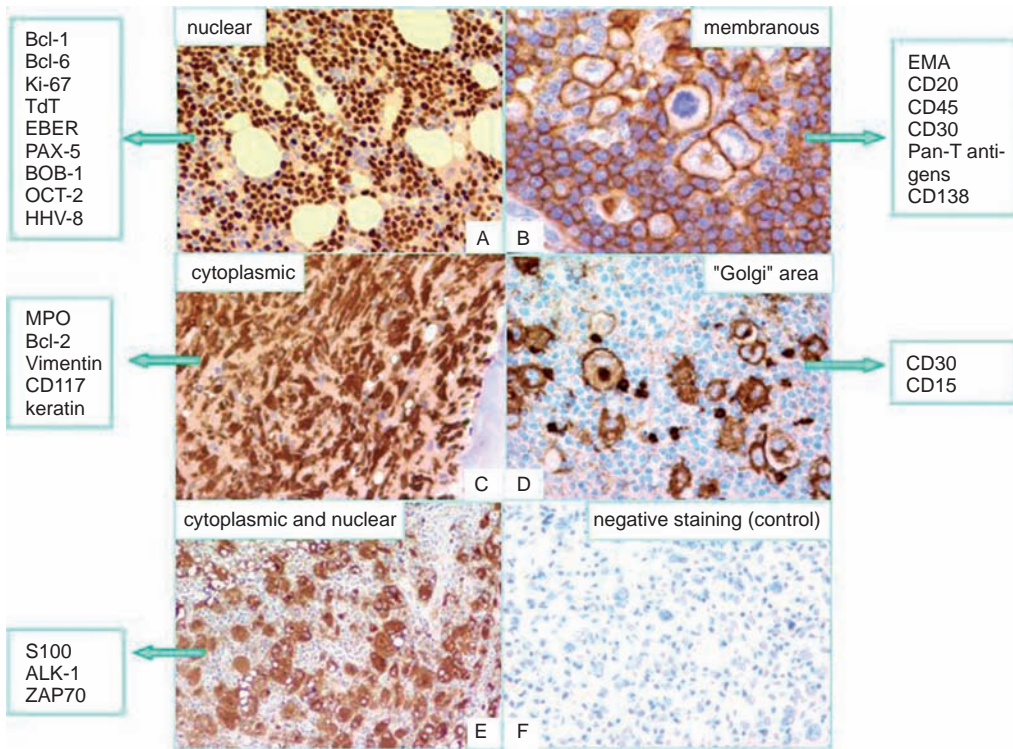 nuclear
membranous
Bcl-1
Bcl-6
Ki-67
TdT
EBER
PAX-5
BOB-1
OCT-2
HHV-8
EMA
CD20
CD45
CD30
Pan-T anti-
gens
CD138
A
B
cytoplasmic
"Golgi" area
MPO
Bcl-2
Vimentin
CD117
keratin
CD30
CD15
C
D
cytoplasmic and nuclear
negative staining (control)
S100
ALK-1
ZAP70
E
F